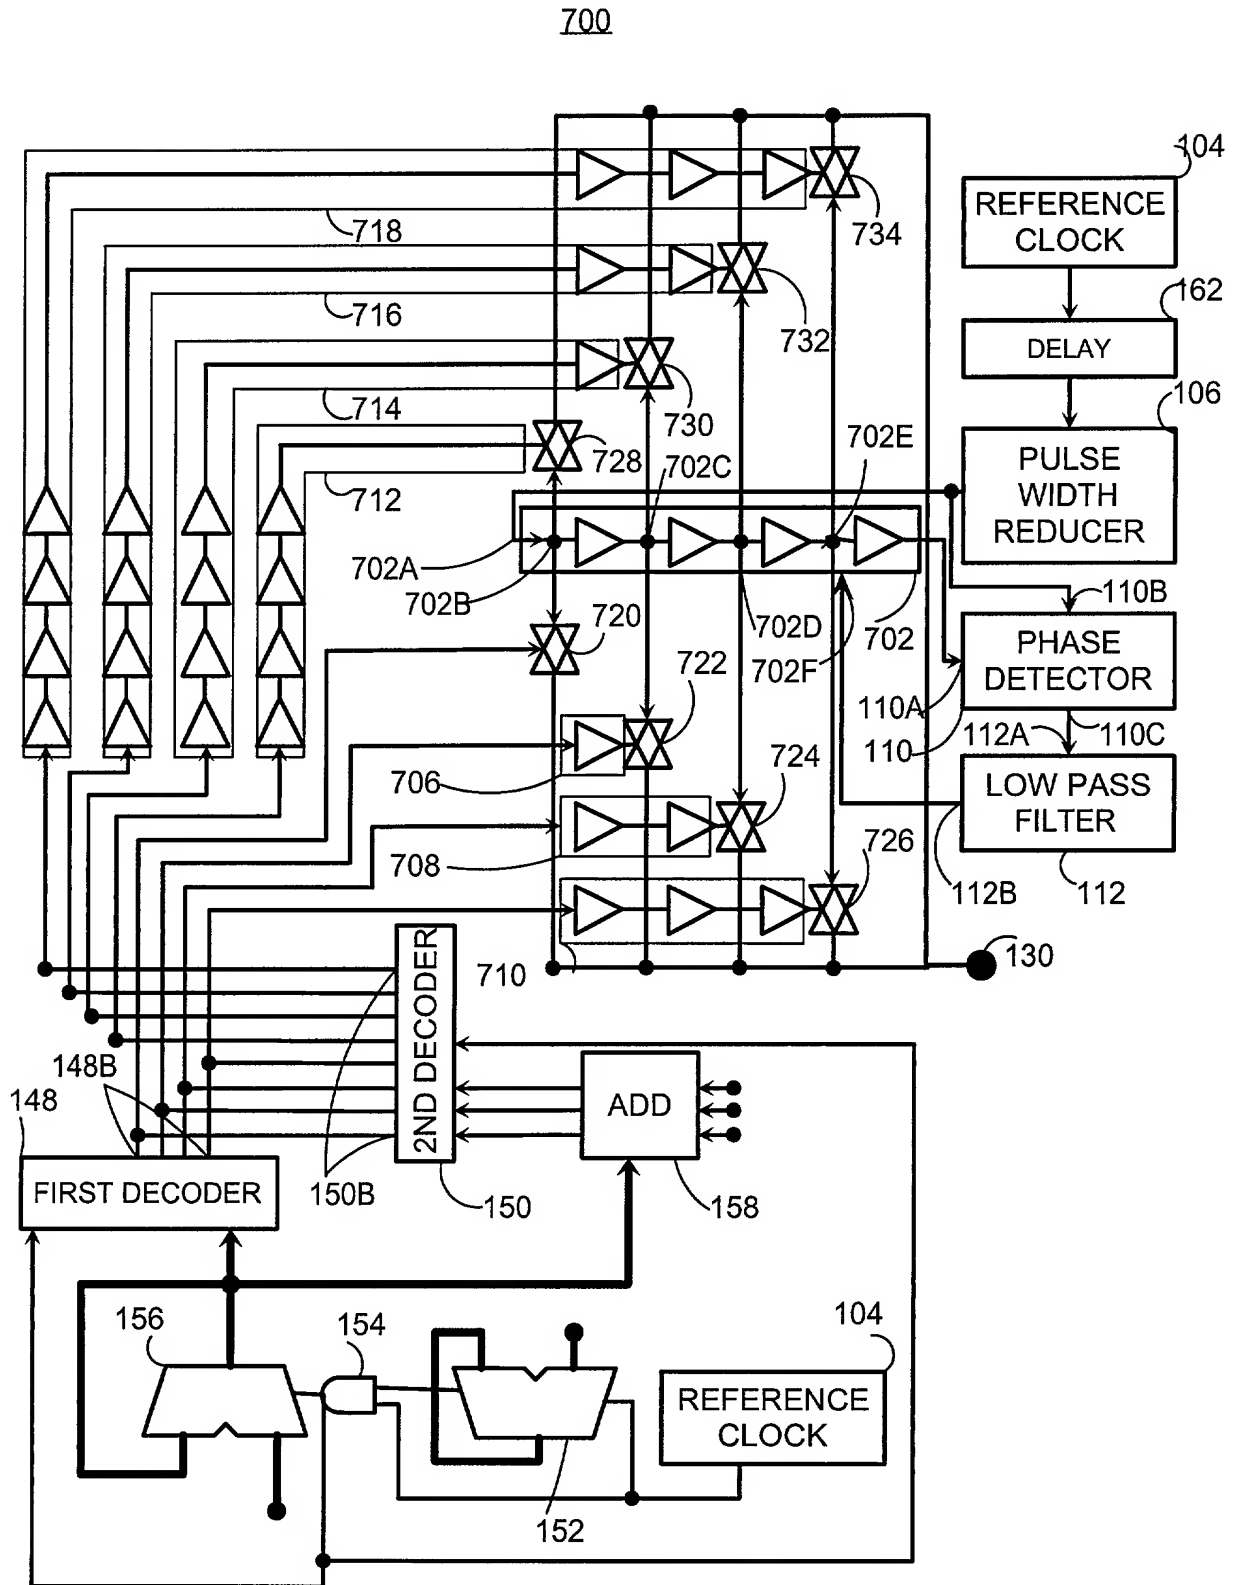 700
104
REFERENCE
CLOCK
734
718
162
716
732
DELAY
106
714
730
702E
728
702C
PULSE
WIDTH
REDUCER
712
702A
702B
110B
720
702D
702
PHASE
DETECTOR
722
702F
110A
110
112A
110C
706
724
LOW PASS
FILTER
708
726
112B
112
2ND DECODER
710
130
148B
148
ADD
FIRST DECODER
150B
150
158
156
154
104
REFERENCE
CLOCK
152